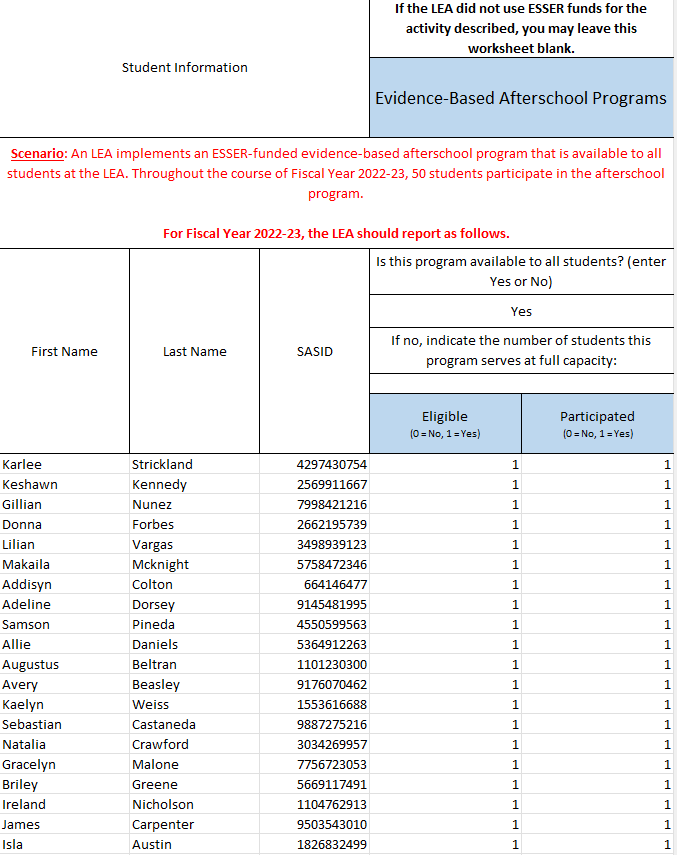 If the LEA did not use ESSER funds for the
activity described, you may leave this
worksheet blank.
Student Information
Evidence-Based Afterschool Programs
Scenario: An LEA implements an ESSER-funded evidence-based afterschool program that is available to all
students at the LEA. Throughout the course of Fiscal Year 2022-23, 50 students participate in the afterschool
program.
For Fiscal Year 2022-23, the LEA should report as follows.
Is this program available to all students? (enter
Yes or No)
Yes
If no, indicate the number of students this
program serves at full capacity:
First Name Last Name SASID
Eligible Participated
(0 = No, 1 = Yes) (0 = No, 1 = Yes)
Karlee Strickland 4297430754 1 1
Keshawn Kennedy 2569911667 1 1
Gillian Nunez 7998421216 1 1
Donna Forbes 2662195739 1 1
Lilian Vargas 3498939123 1 1
Makaila Mcknight 5758472346 1 1
Addisyn Colton 664146477 1 1
Adeline Dorsey 9145481995 1 1
Samson Pineda 4550599563 1 1
Allie Daniels 5364912263 1 1
Augustus Beltran 1101230300 1 1
Avery Beasley 9176070462 1 1
Kaelyn Weiss 1553616688 1 1
Sebastian Castaneda 9887275216 1 1
Natalia Crawford 3034269957 1 1
Gracelyn Malone 7756723053 1 1
Briley Greene 5669117491 1 1
Ireland Nicholson 1104762913 1 1
James Carpenter 9503543010 1 1
Isla Austin 1826832499 1 1